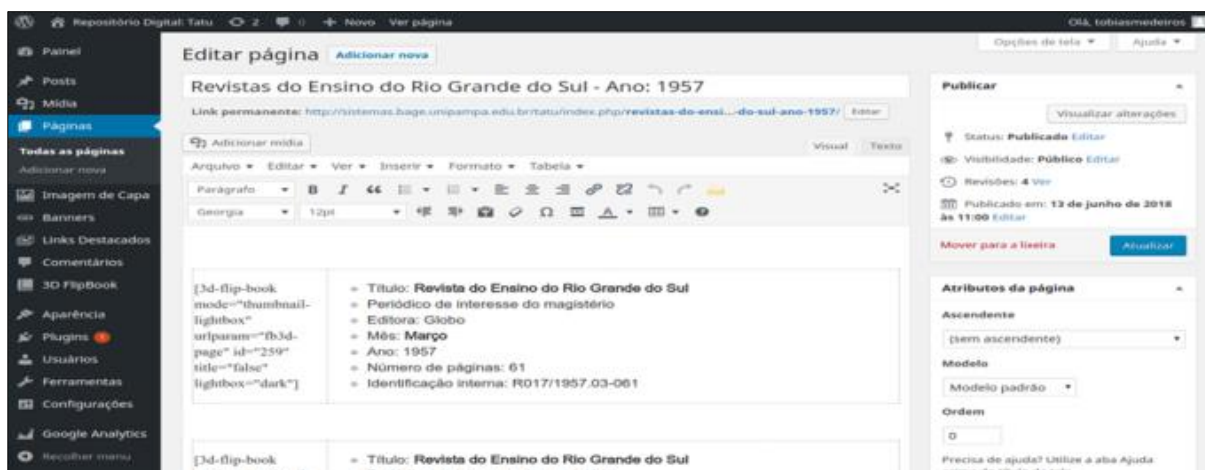 Repositório Digital: Tatu 2 0 + Novo Ver página
Olá, tobiasmedeiros
Painel
Posts
Mídia
Páginas
Todas as páginas
Adicionar nova
Imagem de Capa
Banners
Links Destacados
Comentários
3D FlipBook
Aparência
Plugins 1
Usuários
Ferramentas
Configurações
Google Analytics
Recolher menu
Opções de tela Ajuda
Editar página Adicionar nova
Revistas do Ensino do Rio Grande do Sul - Ano: 1957
Link permanente: http://sistemas.bage.unipampa.edu.br/tatu/index.php/revistas-do-ensi...-do-sul-ano-1957/ Editar
Adicionar mídia
Visual Texto
Arquivo Editar Ver Inserir Formato Tabela
Parágrafo B I
Georgia 12pt
[3d-flip-book
mode="thumbnail-
lightbox"
urlparam="fb3d-
page" id="259"
title="false"
lightbox="dark"]
Título: Revista do Ensino do Rio Grande do Sul
Periódico de interesse do magistério
Editora: Globo
Mês: Março
Ano: 1957
Número de páginas: 61
Identificação interna: R017/1957.03-061
[3d-flip-book
Título: Revista do Ensino do Rio Grande do Sul
Publicar
Visualizar alterações
Status: Publicado Editar
Visibilidade: Público Editar
Revisões: 4 Ver
Publicado em: 13 de junho de 2018
às 11:00 Editar
Mover para a lixeira Atualizar
Atributos da página
Ascendente
(sem ascendente)
Modelo
Modelo padrão
Ordem
0
Precisa de ajuda? Utilize a aba Ajuda